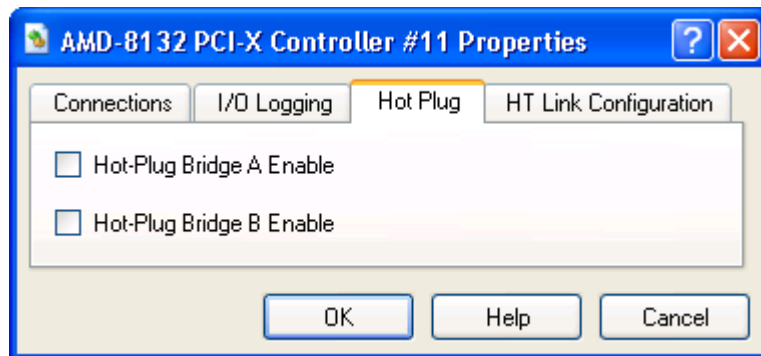 AMD-8132 PCI-X Controller #11 Properties ?
Connections I/O Logging Hot Plug HT Link Configuration
Hot-Plug Bridge A Enable
Hot-Plug Bridge B Enable
OK Help Cancel